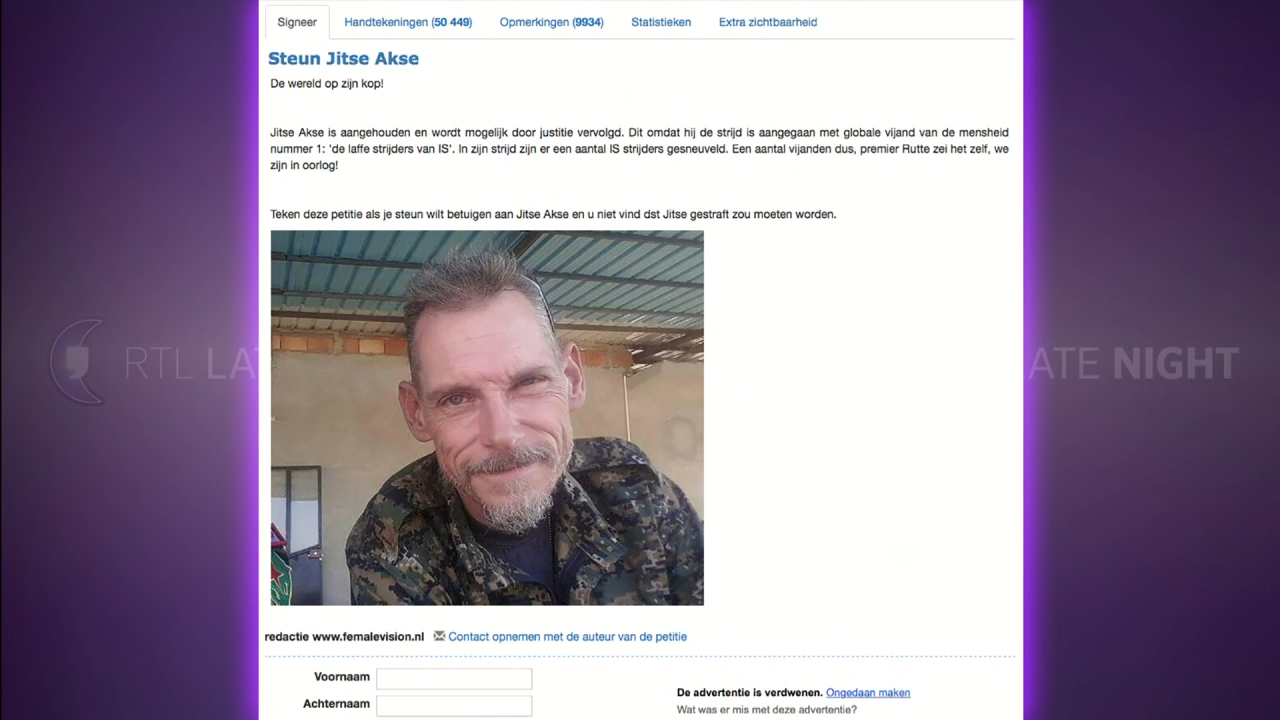 Signeer Handtekeningen (50 449) Opmerkingen (9934) Statistieken Extra zichtbaarheid
Steun Jitse Akse
De wereld op zijn kop!
Jitse Akse is aangehouden en wordt mogelijk door justitie vervolgd. Dit omdat hij de strijd is aangegaan met globale vijand van de mensheid
nummer 1: 'de laffe strijders van IS'. In zijn strijd zijn er een aantal IS strijders gesneuveld. Een aantal vijanden dus, premier Rutte zei het zelf, we
zijn in oorlog!
Teken deze petitie als je steun wilt betuigen aan Jitse Akse en u niet vind dst Jitse gestraft zou moeten worden.
RTL LA
ATE NIGHT
redactie www.femalevision.nl Contact opnemen met de auteur van de petitie
Voornaam
De advertentie is verdwenen. Ongedaan maken
Achternaam
Wat was er mis met deze advertentie?